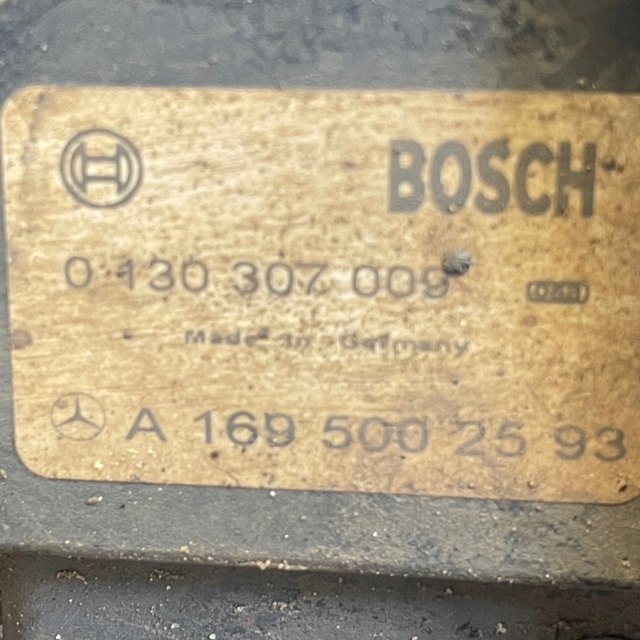 BOSCH
0 130 307 009
Made in Germany
A 169 500 25 93